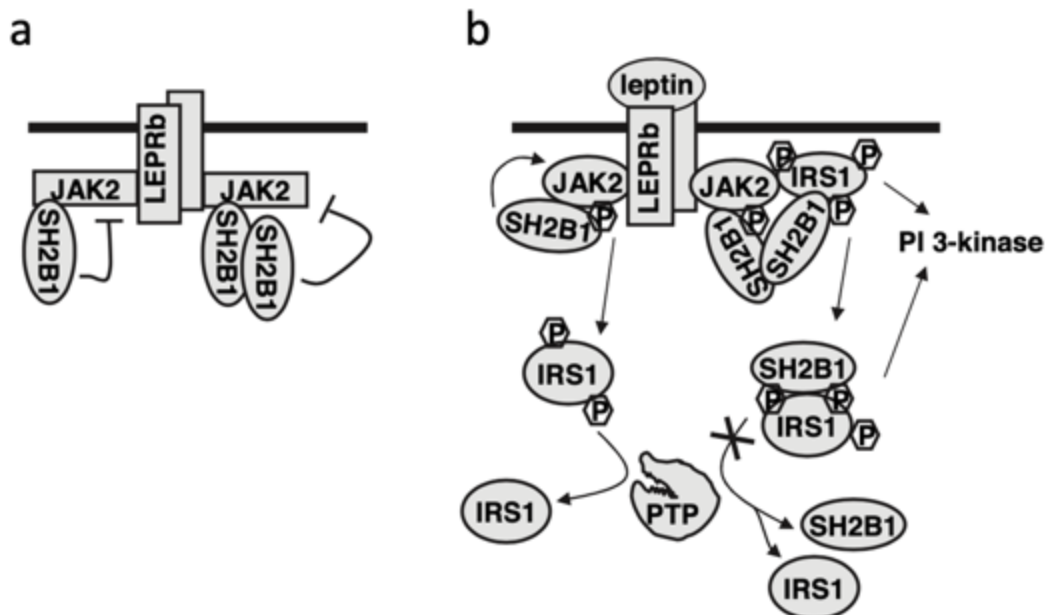 a
b
LEPRb
JAK2
JAK2
SH2B1
SH2B1
SH2B1
leptin
LEPRb
JAK2
SH2B1
P
JAK2
P
SH2B1
SH2B1
P
IRS1
P
P
PI 3-kinase
P
IRS1
P
SH2B1
P
P
IRS1
P
IRS1
PTP
SH2B1
IRS1